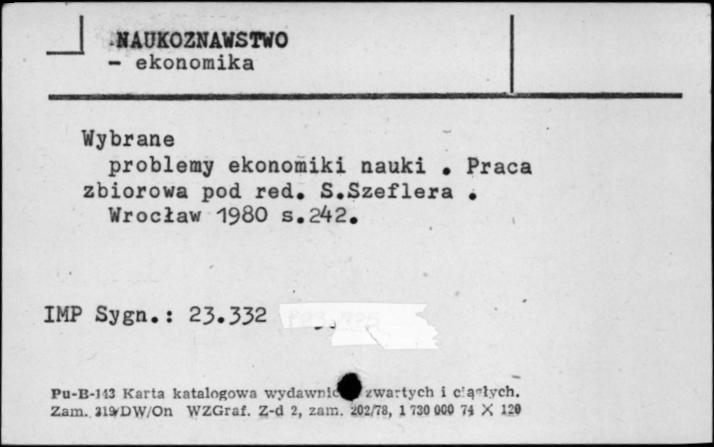 NAUKOZNAWSTWO
- ekonomika
Wybrane
problemy ekonomiki nauki . Praca
zbiorowa pod red. S.Szeflera .
Wrocław 1980 s.242.
IMP Sygn.: 23.332
Pu-B-143 Karta katalogowa zwartych i ciągłych.
Zam. 319/DW/On WZGraf. Z-d 2, zam. 202/78, 1 730 000 74 X 120